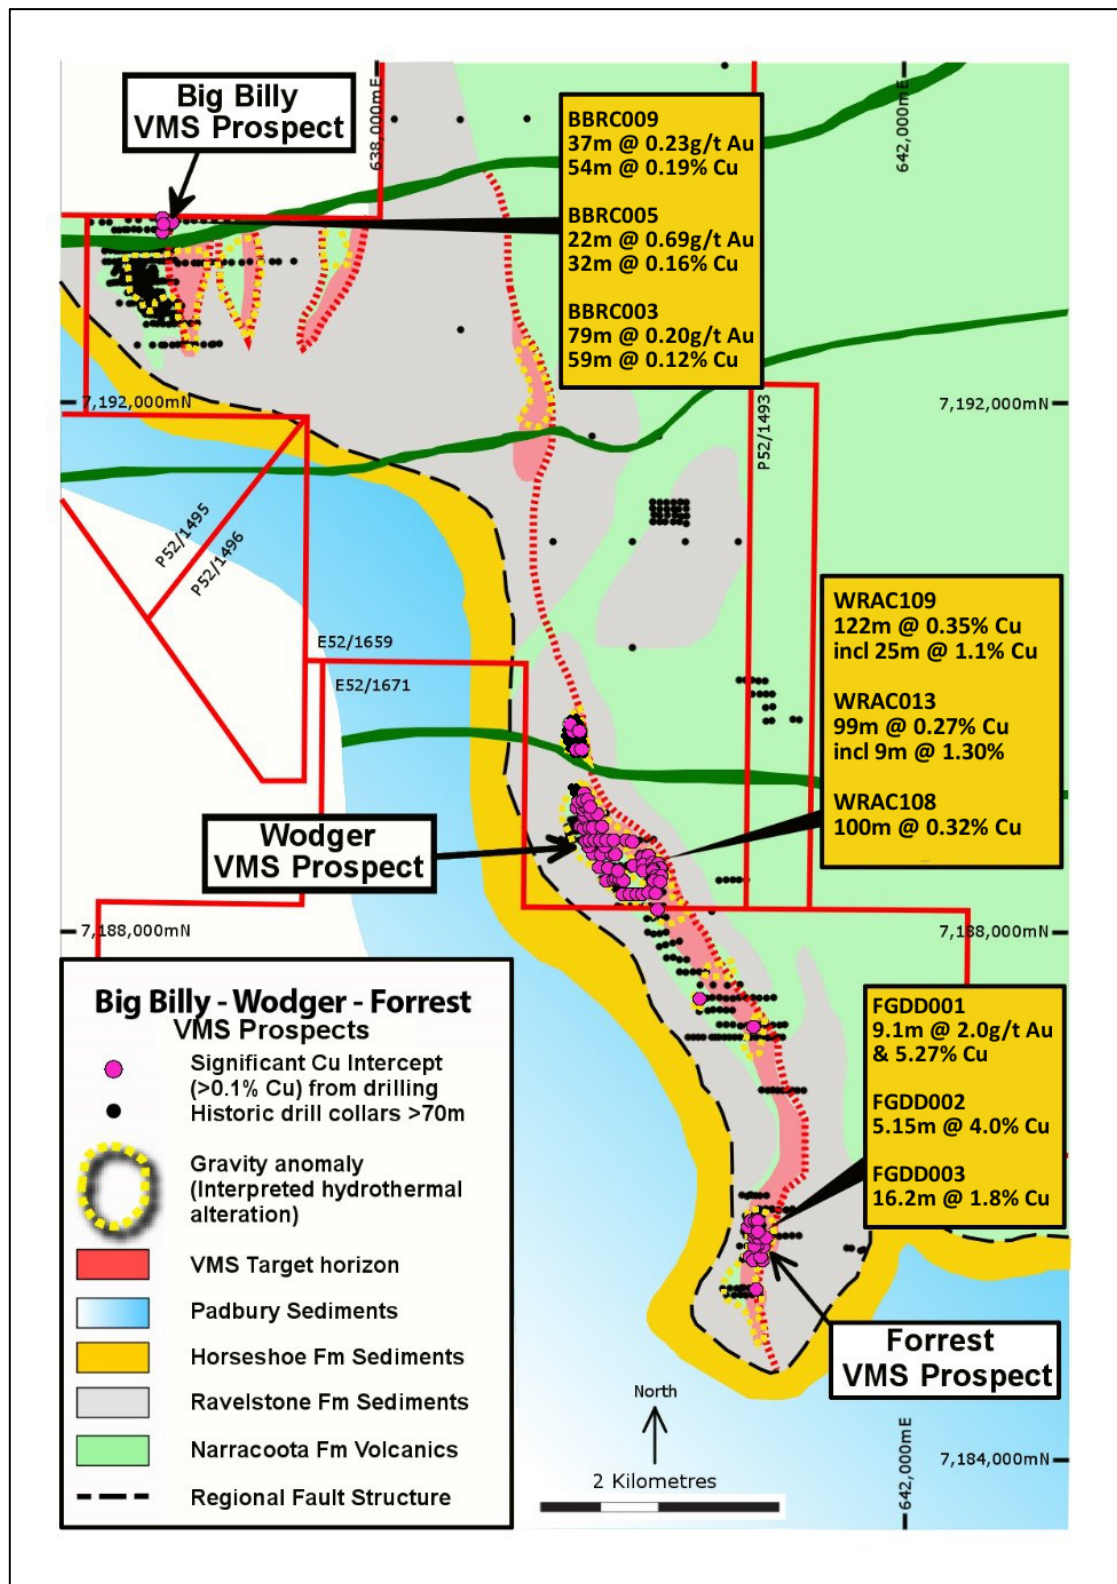 Big Billy
VMS Prospect
638,000mE
642,000mE
BBRC009
37m @ 0.23g/t Au
54m @ 0.19% Cu
BBRC005
22m @ 0.69g/t Au
32m @ 0.16% Cu
BBRC003
79m @ 0.20g/t Au
59m @ 0.12% Cu
7,192,000mN
7,192,000mN
P52/1493
P52/1495
P52/1496
E52/1659
E52/1671
WRAC109
122m @ 0.35% Cu
incl 25m @ 1.1% Cu
WRAC013
99m @ 0.27% Cu
incl 9m @ 1.30%
WRAC108
100m @ 0.32% Cu
Wodger
VMS Prospect
7,188,000mN
7,188,000mN
Big Billy - Wodger - Forrest
VMS Prospects
Significant Cu Intercept
(>0.1% Cu) from drilling
Historic drill collars >70m
Gravity anomaly
(Interpreted hydrothermal
alteration)
VMS Target horizon
Padbury Sediments
Horseshoe Fm Sediments
Ravelstone Fm Sediments
Narracoota Fm Volcanics
Regional Fault Structure
FGDD001
9.1m @ 2.0g/t Au
& 5.27% Cu
FGDD002
5.15m @ 4.0% Cu
FGDD003
16.2m @ 1.8% Cu
Forrest
VMS Prospect
North
2 Kilometres
642,000mE
7,184,000mN